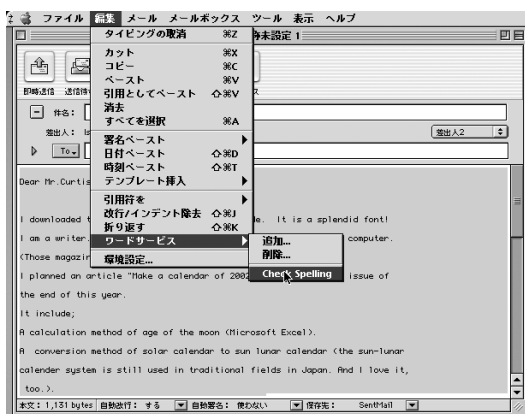 ファイル 編集 メール メールボックス ツール 表示 ヘルプ
未設定 1
タイピングの取消 ⌘Z
カット ⌘X
コピー ⌘C
ペースト ⌘V
引用としてペースト ⇧⌘V
消去
すべてを選択 ⌘A
署名ペースト
日付ペースト ⇧⌘D
時刻ペースト ⇧⌘T
テンプレート挿入
引用符を
改行/インデント除去 ⇧⌘J
折り返す ⇧⌘K
ワードサービス
環境設定...
追加...
削除...
Check Spelling
即時送信 送信待
件名:
差出人: 差出人2
To
Dear Mr.Curtis
I downloaded e. It is a splendid font!
I am a writer. computer.
(Those magazin
I planned an article "Make a calendar of 200 issue of
the end of this year.
It include;
A calculation method of age of the moon (Microsoft Excel).
A conversion method of solar calendar to sun lunar calendar (the sun-lunar
calender system is still used in traditional fields in Japan. And I love it,
too.).
本文: 1,131 bytes 自動改行: する 自動署名: 使わない 保存先: SentMail